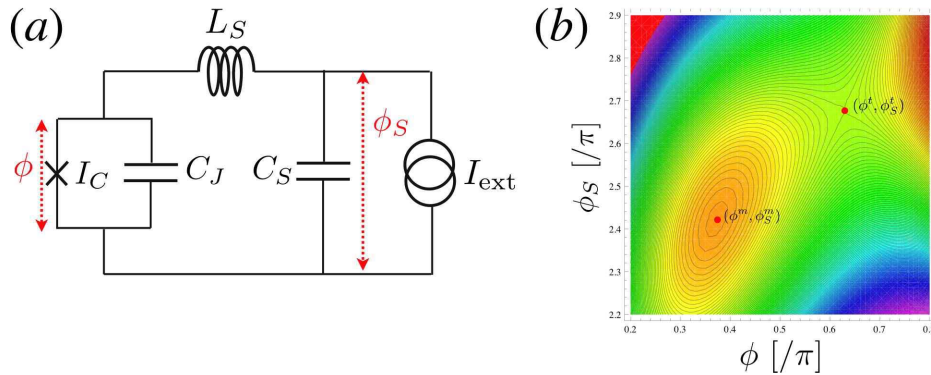 (a)
L_S
ϕ
I_C
C_J
C_S
ϕ_S
I_ext
(b)
ϕ_S [/π]
2.9
2.8
2.7
2.6
2.5
2.4
2.3
2.2
(ϕ^t, ϕ_S^t)
(ϕ^m, ϕ_S^m)
0.2
0.3
0.4
0.5
0.6
0.7
ϕ [/π]